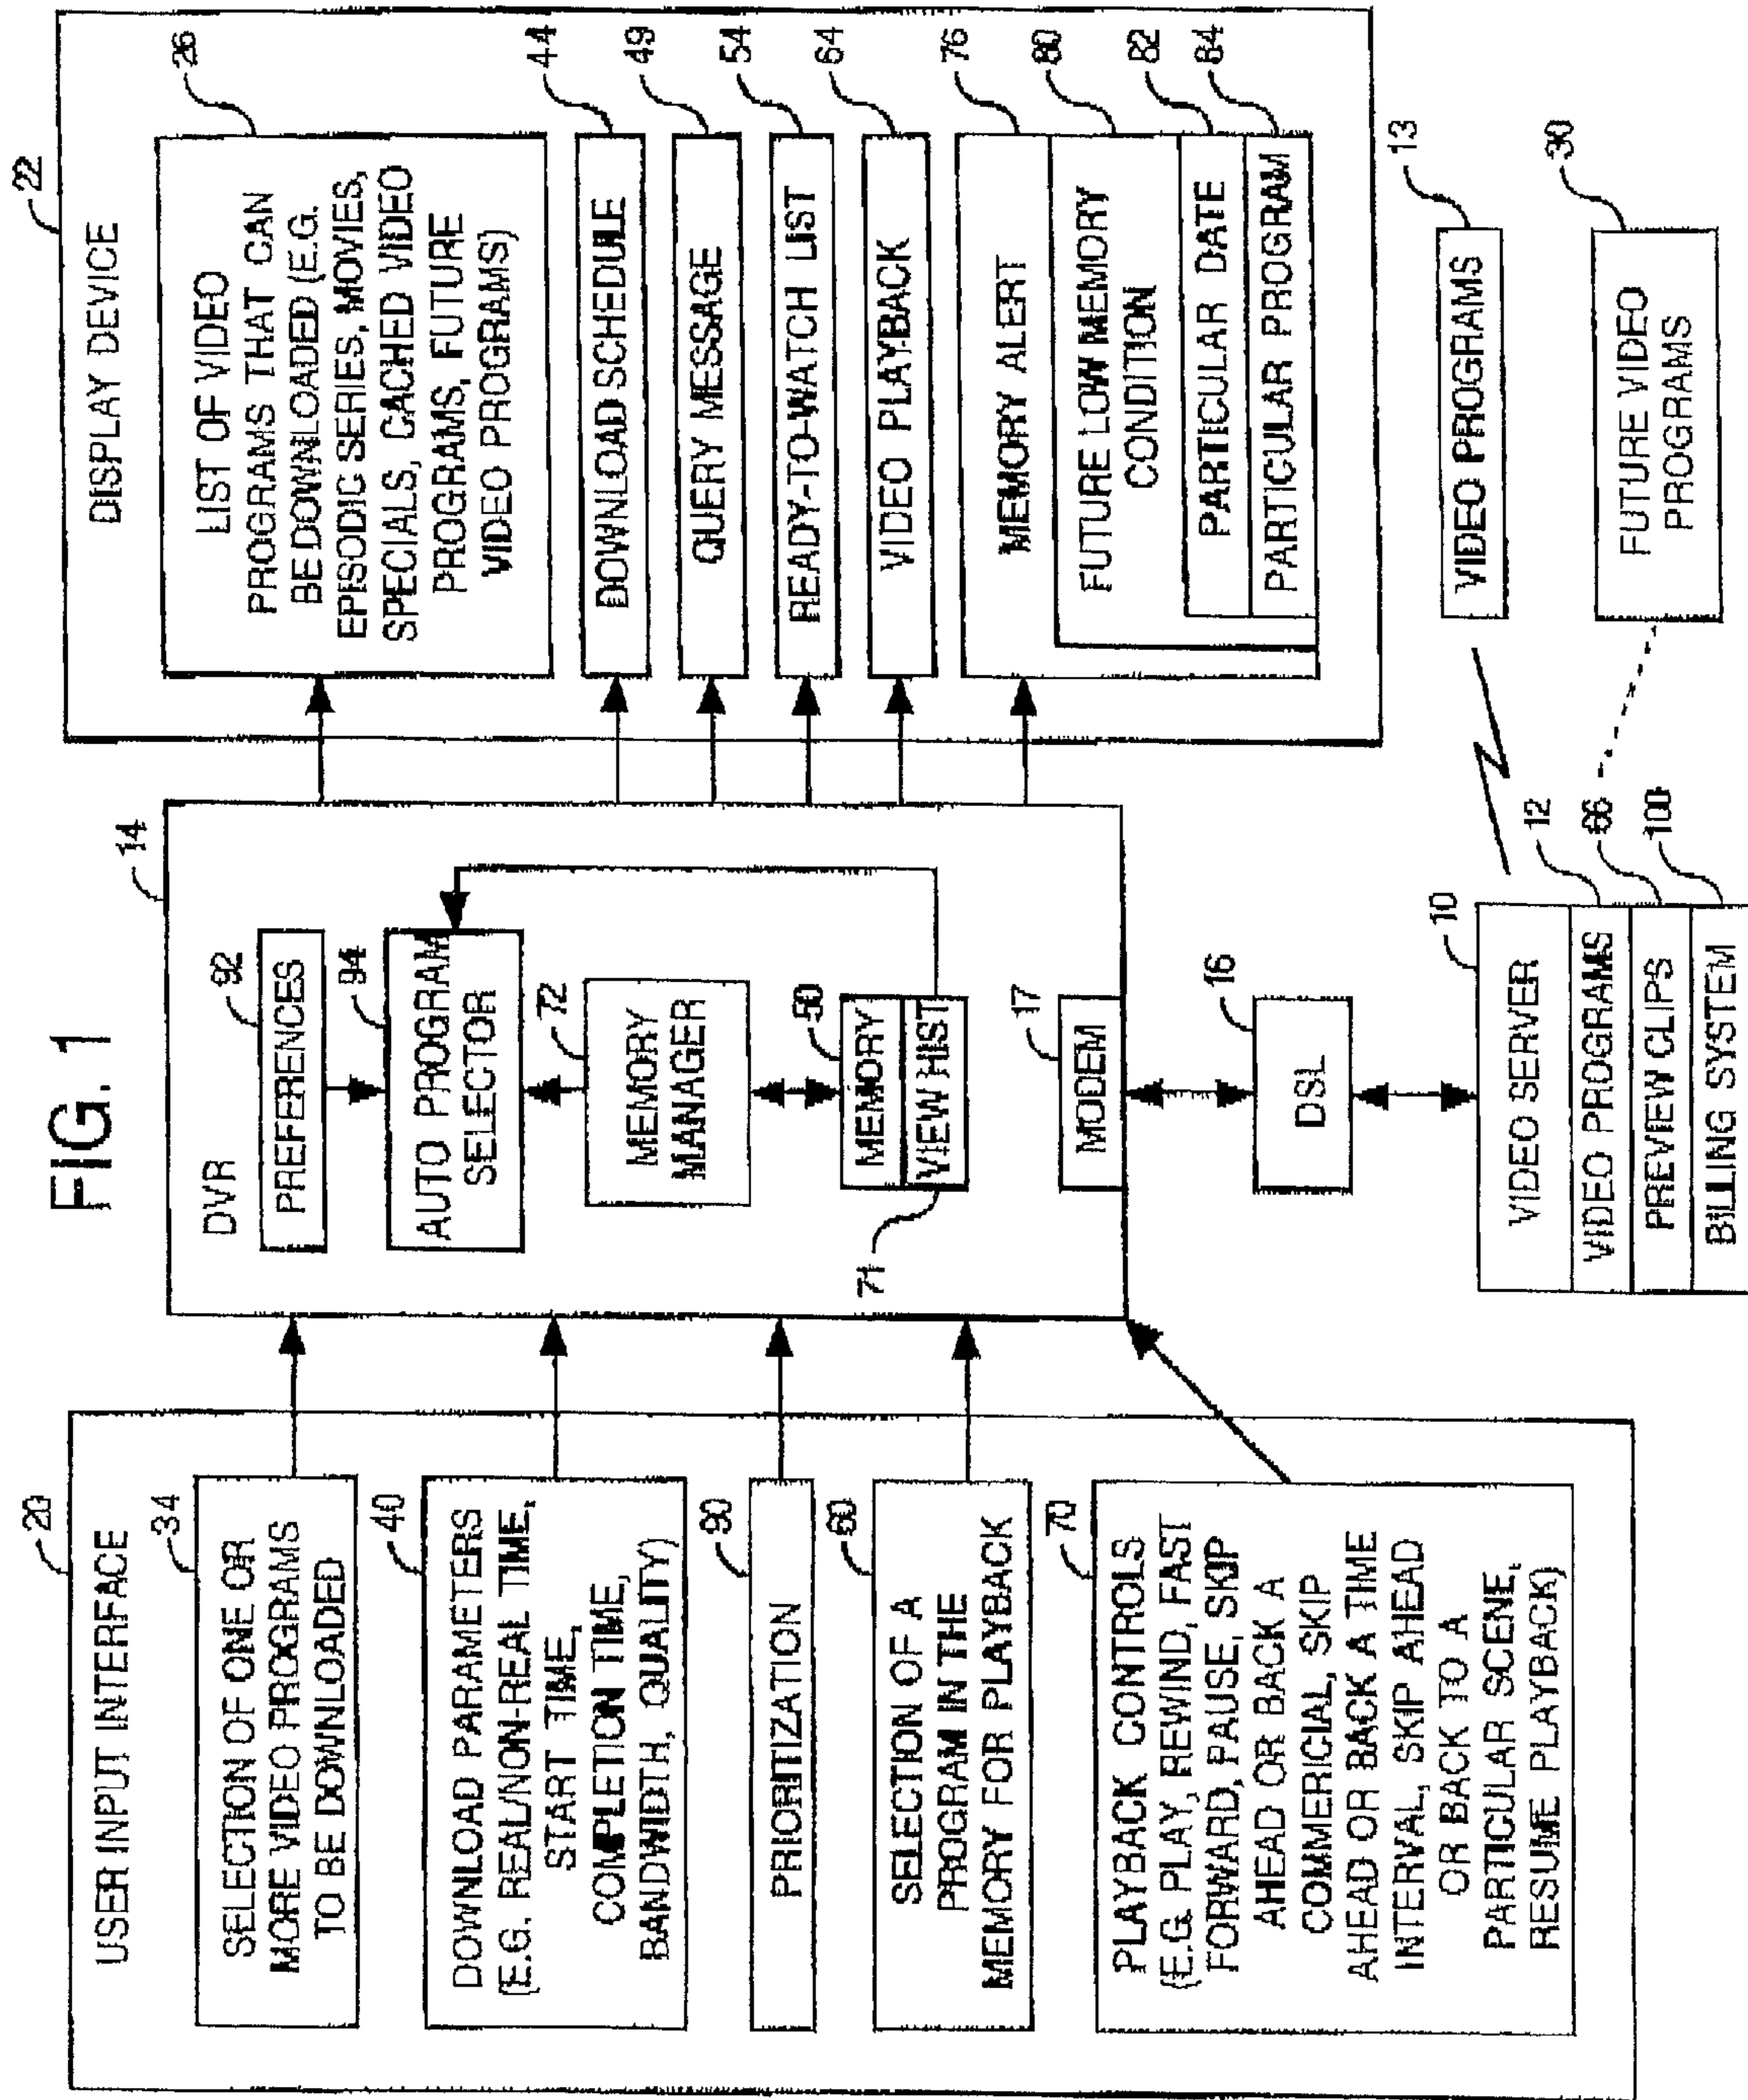 FIG. 1
20
USER INPUT INTERFACE
34
SELECTION OF ONE OR
MORE VIDEO PROGRAMS
TO BE DOWNLOADED
40
DOWNLOAD PARAMETERS
(E.G. REAL/NON-REAL TIME,
START TIME,
COMPLETION TIME,
BANDWIDTH, QUALITY)
90
PRIORITIZATION
60
SELECTION OF A
PROGRAM IN THE
MEMORY FOR PLAYBACK
70
PLAYBACK CONTROLS
(E.G. PLAY, REWIND, FAST
FORWARD, PAUSE, SKIP
AHEAD OR BACK A
COMMERICIAL, SKIP
AHEAD OR BACK A TIME
INTERVAL, SKIP AHEAD
OR BACK TO A
PARTICULAR SCENE,
RESUME PLAYBACK)
14
DVR
92
PREFERENCES
94
AUTO PROGRAM
SELECTOR
72
MEMORY
MANAGER
50
MEMORY
VIEW HIST
71
17
MODEM
16
DSL
10
VIDEO SERVER
12
VIDEO PROGRAMS
66
PREVIEW CLIPS
100
BILLING SYSTEM
22
DISPLAY DEVICE
26
LIST OF VIDEO
PROGRAMS THAT CAN
BE DOWNLOADED (E.G.
EPISODIC SERIES, MOVIES,
SPECIALS, CACHED VIDEO
PROGRAMS, FUTURE
VIDEO PROGRAMS)
44
DOWNLOAD SCHEDULE
49
QUERY MESSAGE
54
READY-TO-WATCH LIST
64
VIDEO PLAYBACK
76
MEMORY ALERT
80
FUTURE LOW MEMORY
CONDITION
82
PARTICULAR DATE
84
PARTICULAR PROGRAM
13
VIDEO PROGRAMS
30
FUTURE VIDEO
PROGRAMS